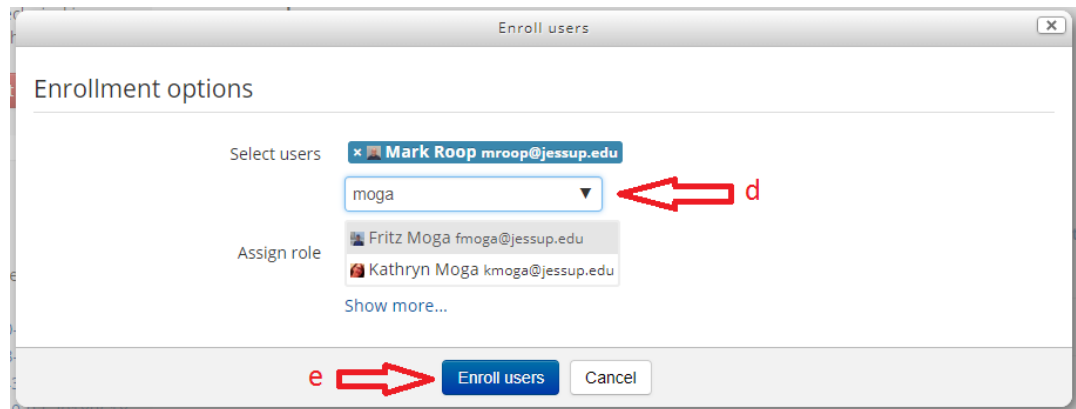 Enroll users
Enrollment options
Select users
× Mark Roop mroop@jessup.edu
moga ▼
d
Assign role
Fritz Moga fmoga@jessup.edu
Kathryn Moga kmoga@jessup.edu
Show more...
e
Enroll users
Cancel